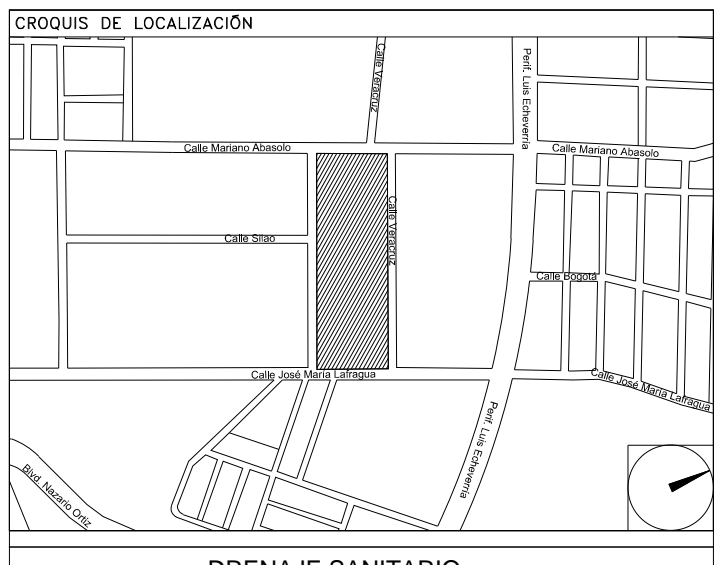 CROQUIS DE LOCALIZACIÓN
Calle Veracruz
Perif. Luis Echeverria
Calle Mariano Abasolo
Calle Mariano Abasolo
Calle Veracruz
Calle Silao
Calle Bogotá
Calle José María Lafragua
Calle José María Lafragua
Perif. Luis Echeverria
Blvd. Nazario Ortiz
DRENAJE SANITARIO